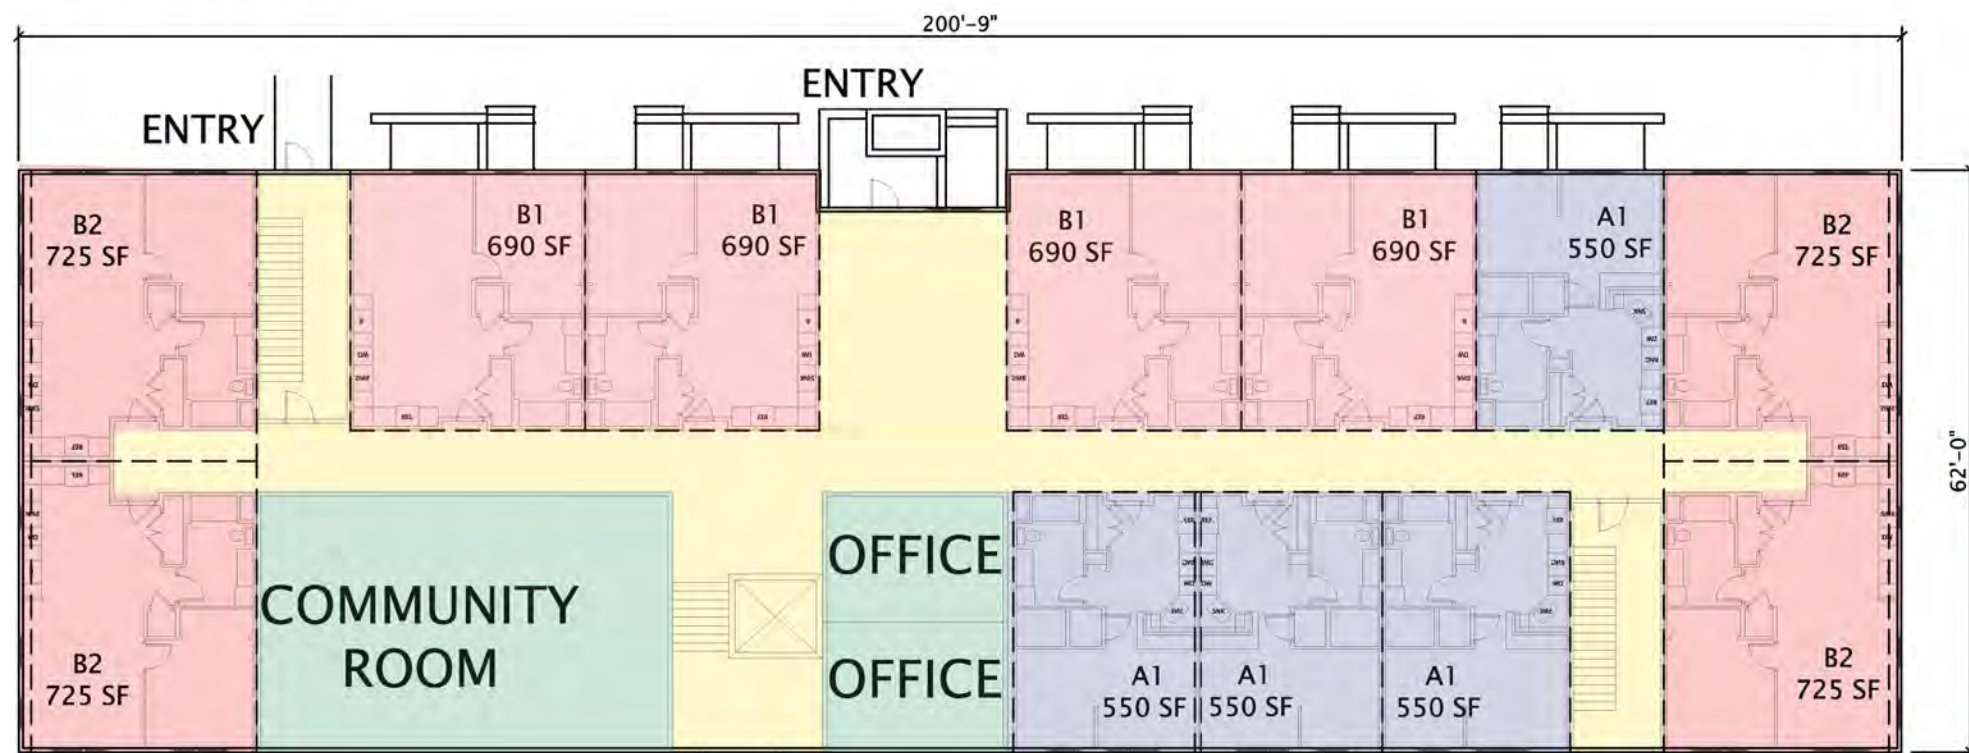 200'-9"
ENTRY
ENTRY
B2
725 SF
B1
690 SF
B1
690 SF
B1
690 SF
B1
690 SF
A1
550 SF
B2
725 SF
62'-0"
COMMUNITY
ROOM
OFFICE
OFFICE
B2
725 SF
A1
550 SF
A1
550 SF
A1
550 SF
B2
725 SF